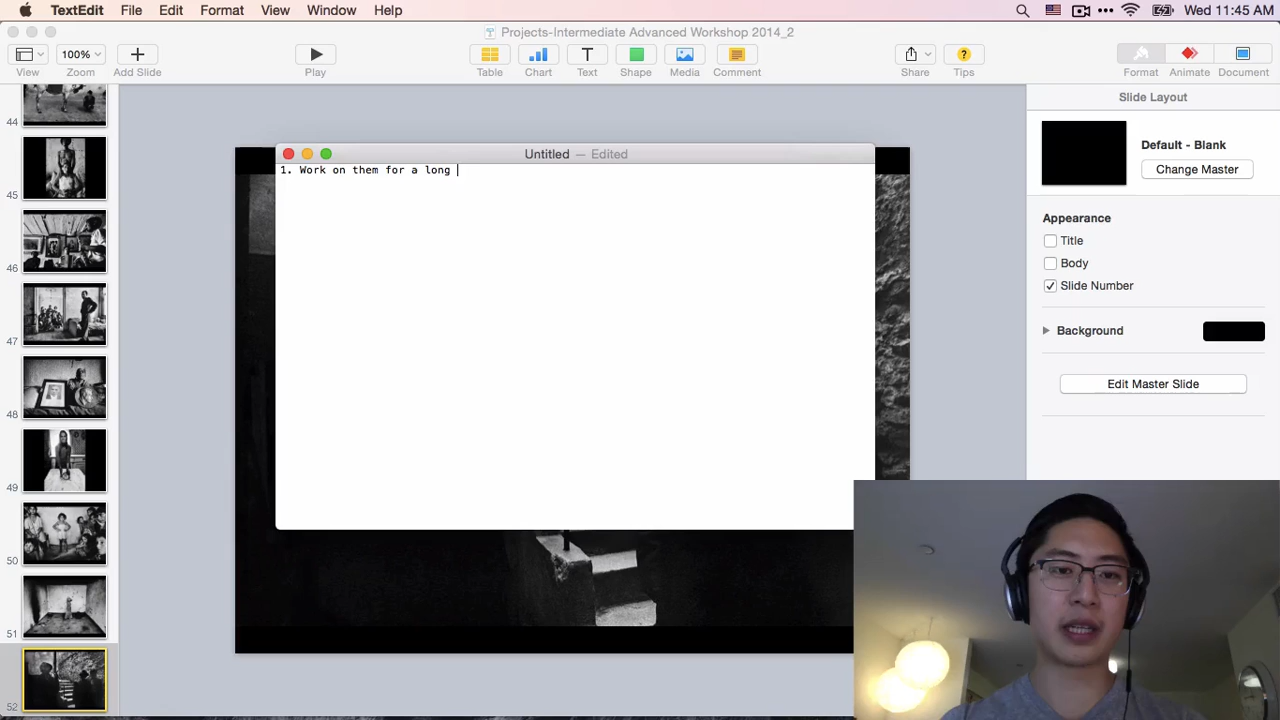 TextEdit File Edit Format View Window Help
Wed 11:45 AM
Projects-Intermediate Advanced Workshop 2014_2
100%
View Zoom Add Slide Play Table Chart Text Shape Media Comment Share Tips Format Animate Document
Slide Layout
Default - Blank
Change Master
Appearance
Title
Body
Slide Number
Background
Edit Master Slide
44
45
46
47
48
49
50
51
52
Untitled — Edited
1. Work on them for a long